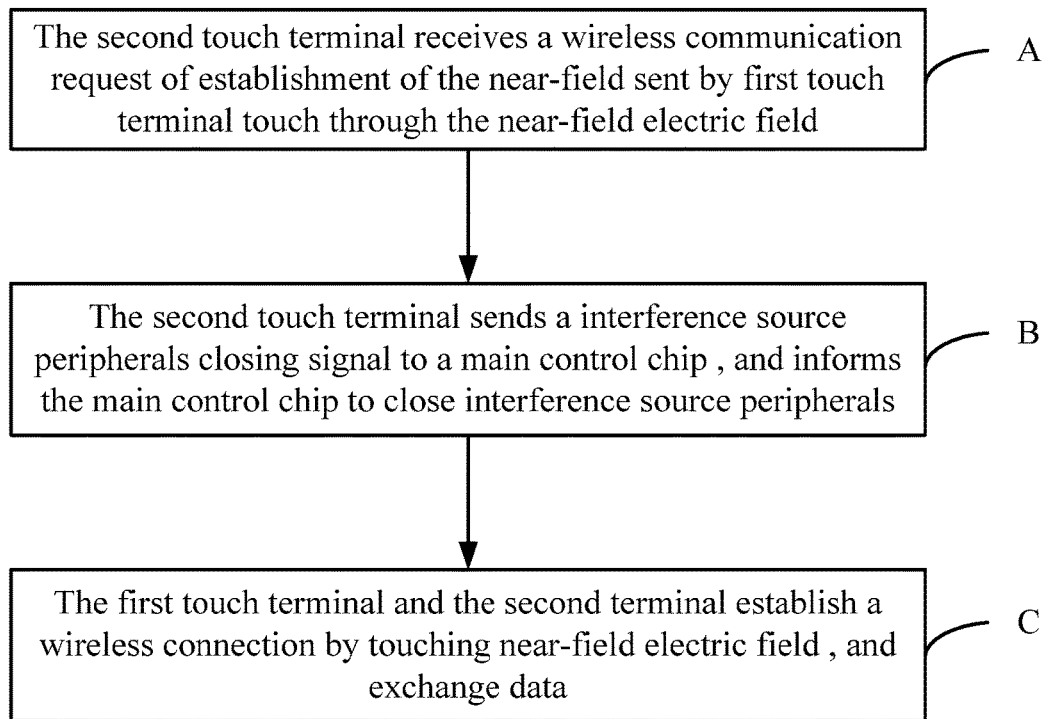 The second touch terminal receives a wireless communication
request of establishment of the near-field sent by first touch
terminal touch through the near-field electric field
A
The second touch terminal sends a interference source
peripherals closing signal to a main control chip , and informs
the main control chip to close interference source peripherals
B
The first touch terminal and the second terminal establish a
wireless connection by touching near-field electric field , and
exchange data
C